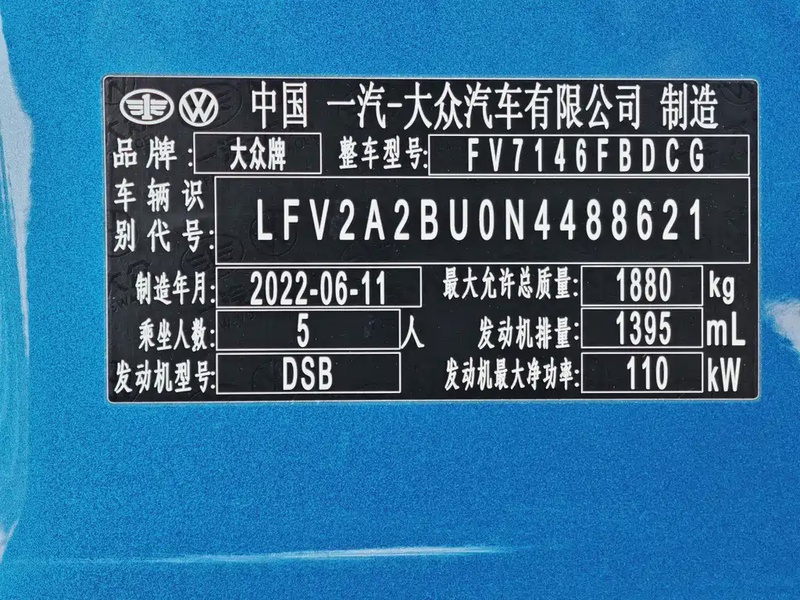 中国 一汽-大众汽车有限公司 制造
品牌: 大众牌 整车型号: FV7146FBDCG
车辆识别代号: LFV2A2BU0N4488621
制造年月: 2022-06-11 最大允许总质量: 1880 kg
乘坐人数: 5 人 发动机排量: 1395 mL
发动机型号: DSB 发动机最大净功率: 110 kW